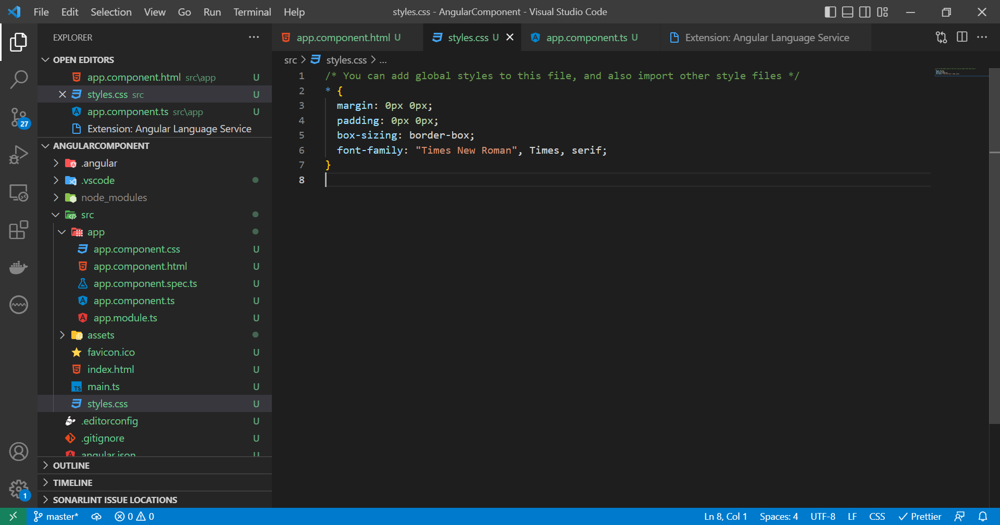 File Edit Selection View Go Run Terminal Help
styles.css - AngularComponent - Visual Studio Code
EXPLORER
OPEN EDITORS
app.component.html src\app U
styles.css src U
app.component.ts src\app U
Extension: Angular Language Service
ANGULARCOMPONENT
.angular
.vscode
node_modules
src
app
app.component.css U
app.component.html U
app.component.spec.ts U
app.component.ts U
app.module.ts U
assets
favicon.ico U
index.html U
TS main.ts U
styles.css U
.editorconfig U
.gitignore U
angular.json U
OUTLINE
TIMELINE
SONARLINT ISSUE LOCATIONS
27
1
app.component.html U
styles.css U
app.component.ts U
Extension: Angular Language Service
src > styles.css > ...
1 /* You can add global styles to this file, and also import other style files */
2 * {
3 margin: 0px 0px;
4 padding: 0px 0px;
5 box-sizing: border-box;
6 font-family: "Times New Roman", Times, serif;
7 }
8
master* 0 0
Ln 8, Col 1 Spaces: 4 UTF-8 LF CSS Prettier